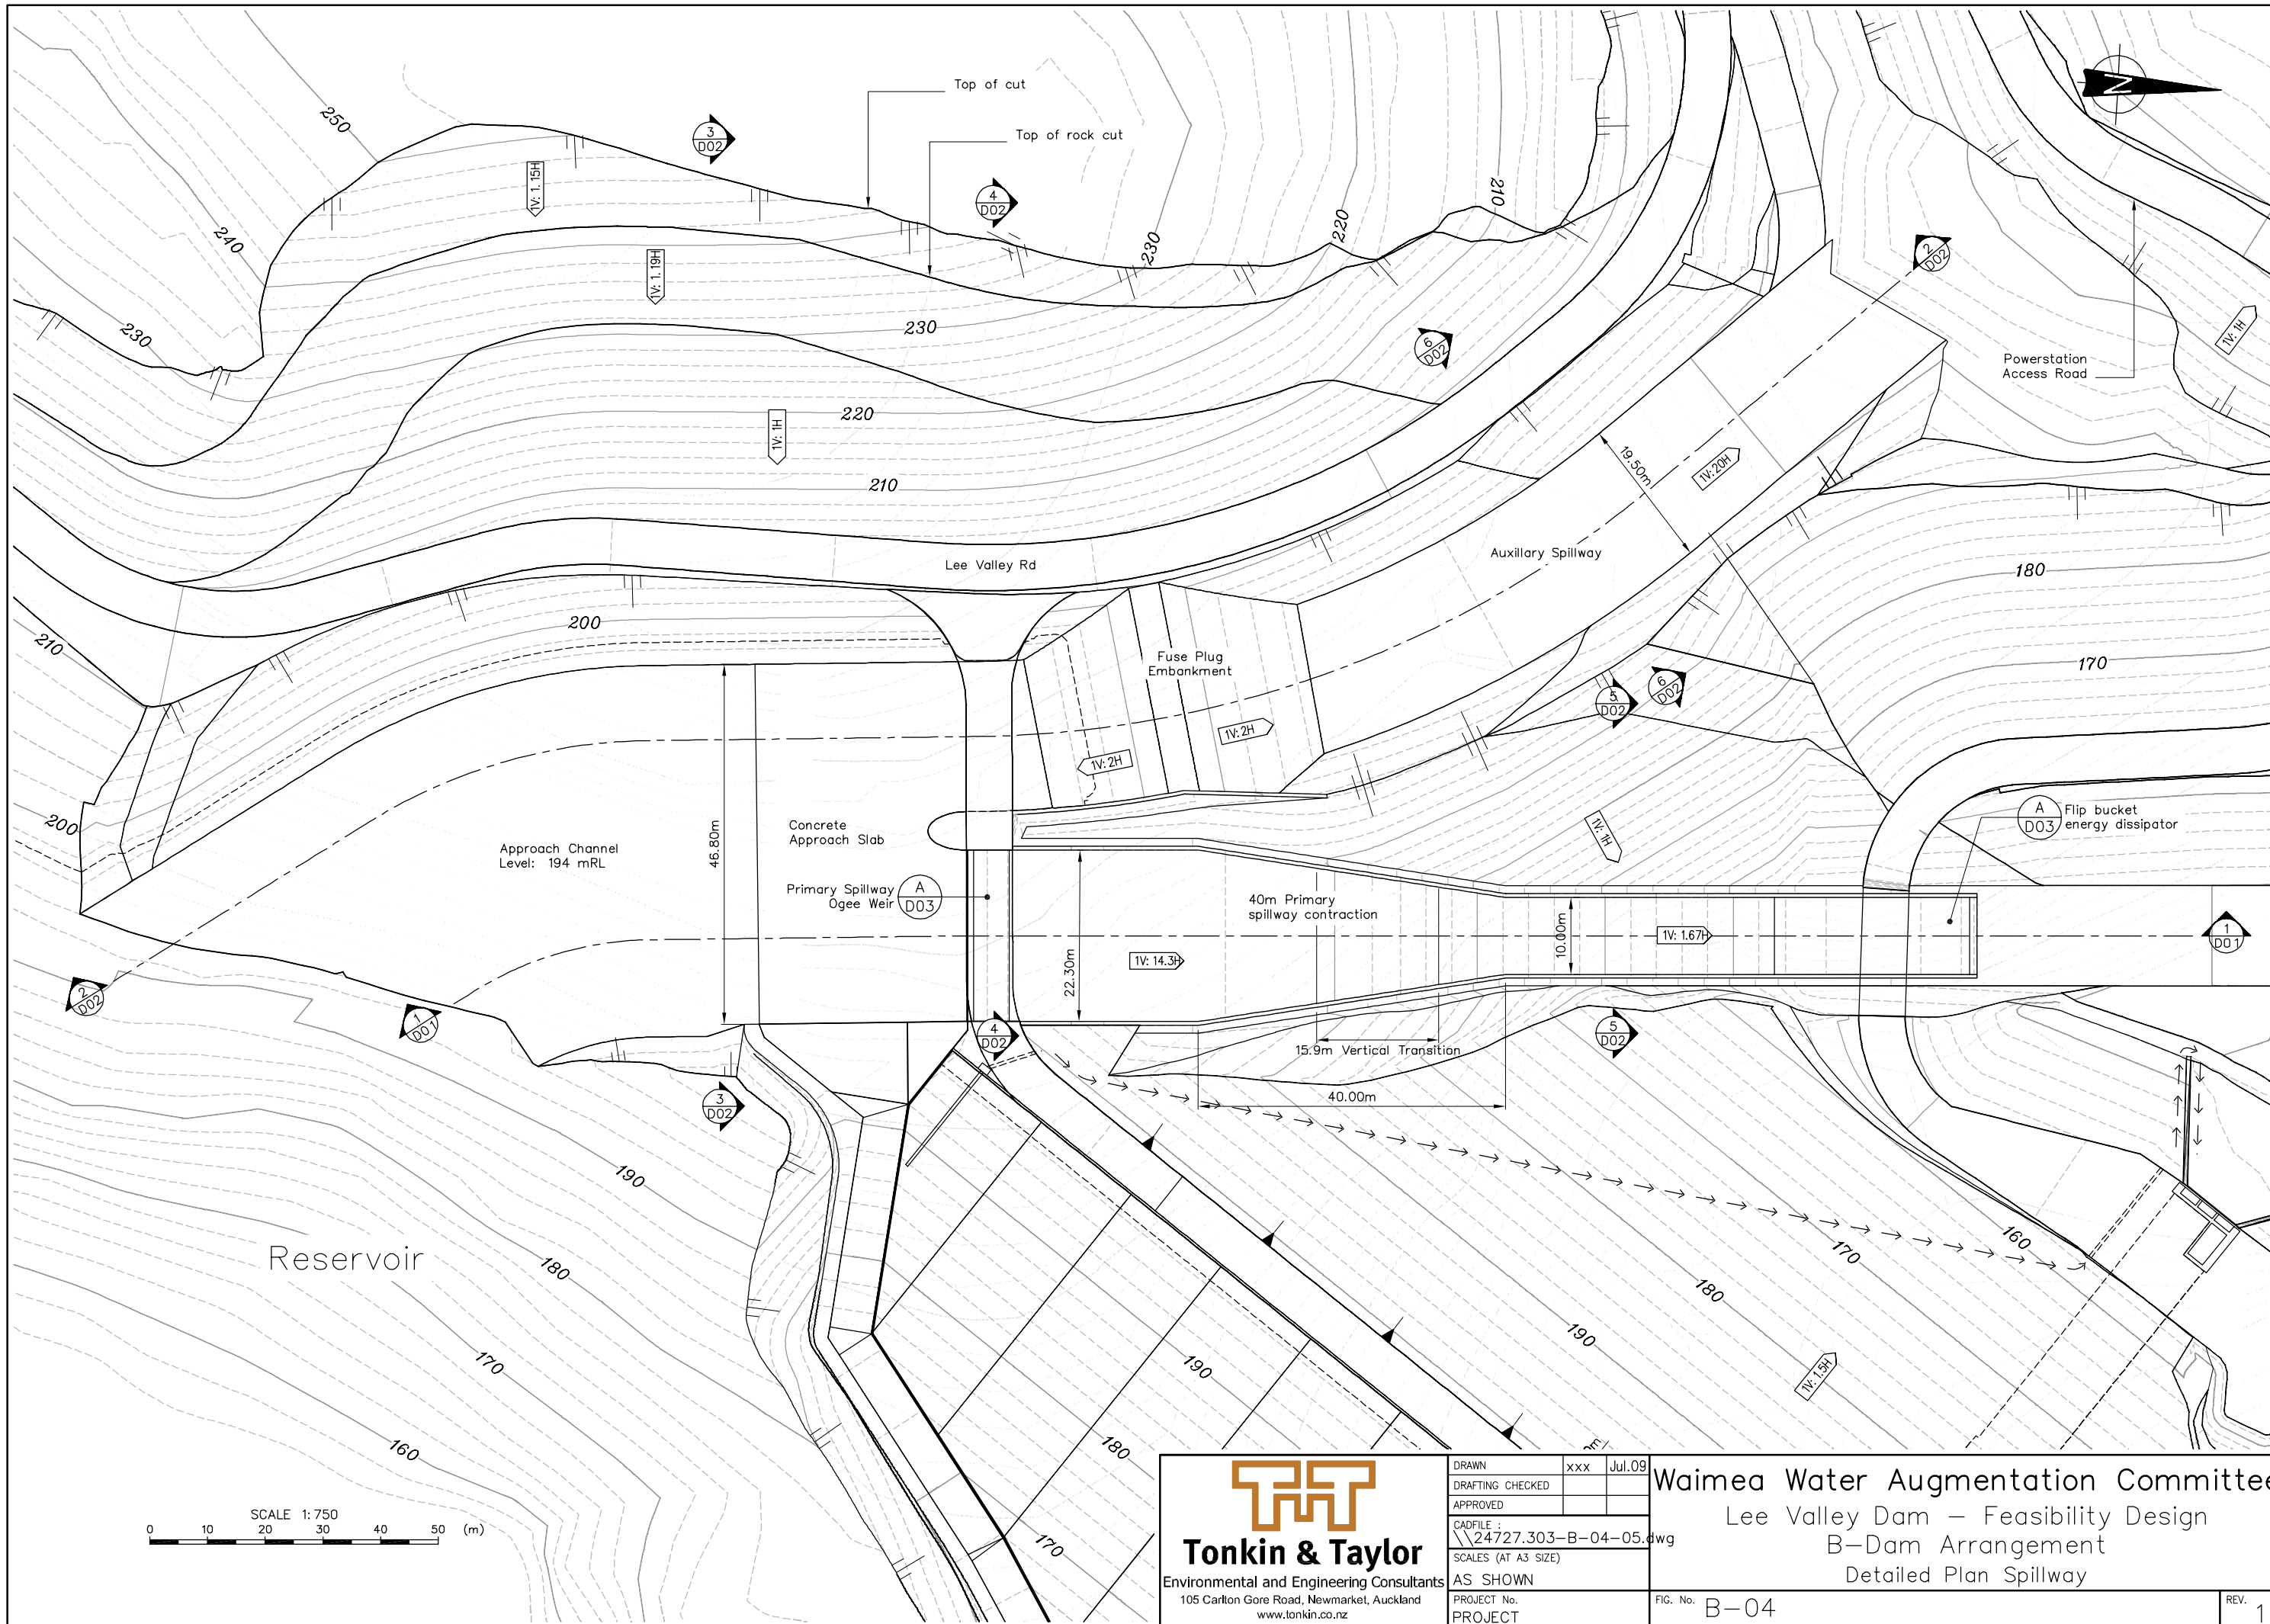 Top of cut
Top of rock cut
N
250
240
230
3
D02
4
D02
1V: 1.15H
1V: 1.19H
230
220
210
230
220
210
1V: 1H
6
D02
2
D02
Powerstation
Access Road
1V: 1H
19.50m
1V: 20H
Lee Valley Rd
Auxillary Spillway
180
170
210
200
200
Fuse Plug
Embankment
1V: 2H
1V: 2H
5
D02
6
D02
46.80m
Concrete
Approach Slab
Approach Channel
Level: 194 mRL
Primary Spillway
Ogee Weir
A
D03
22.30m
1V: 14.3H
40m Primary
spillway contraction
10.00m
1V: 1.67H
1V: 1H
A
D03
Flip bucket
energy dissipator
1
D01
2
D02
1
D01
4
D02
5
D02
15.9m Vertical Transition
40.00m
3
D02
Reservoir
190
180
170
160
190
180
170
190
180
170
160
1V: 1.5H
SCALE 1:750
0 10 20 30 40 50 (m)
Tonkin & Taylor
Environmental and Engineering Consultants
105 Carlton Gore Road, Newmarket, Auckland
www.tonkin.co.nz
DRAWN xxx Jul.09
DRAFTING CHECKED
APPROVED
CADFILE :
\\24727.303-B-04-05.dwg
SCALES (AT A3 SIZE)
AS SHOWN
PROJECT No.
PROJECT
Waimea Water Augmentation Committee
Lee Valley Dam – Feasibility Design
B–Dam Arrangement
Detailed Plan Spillway
FIG. No. B-04
REV. 1